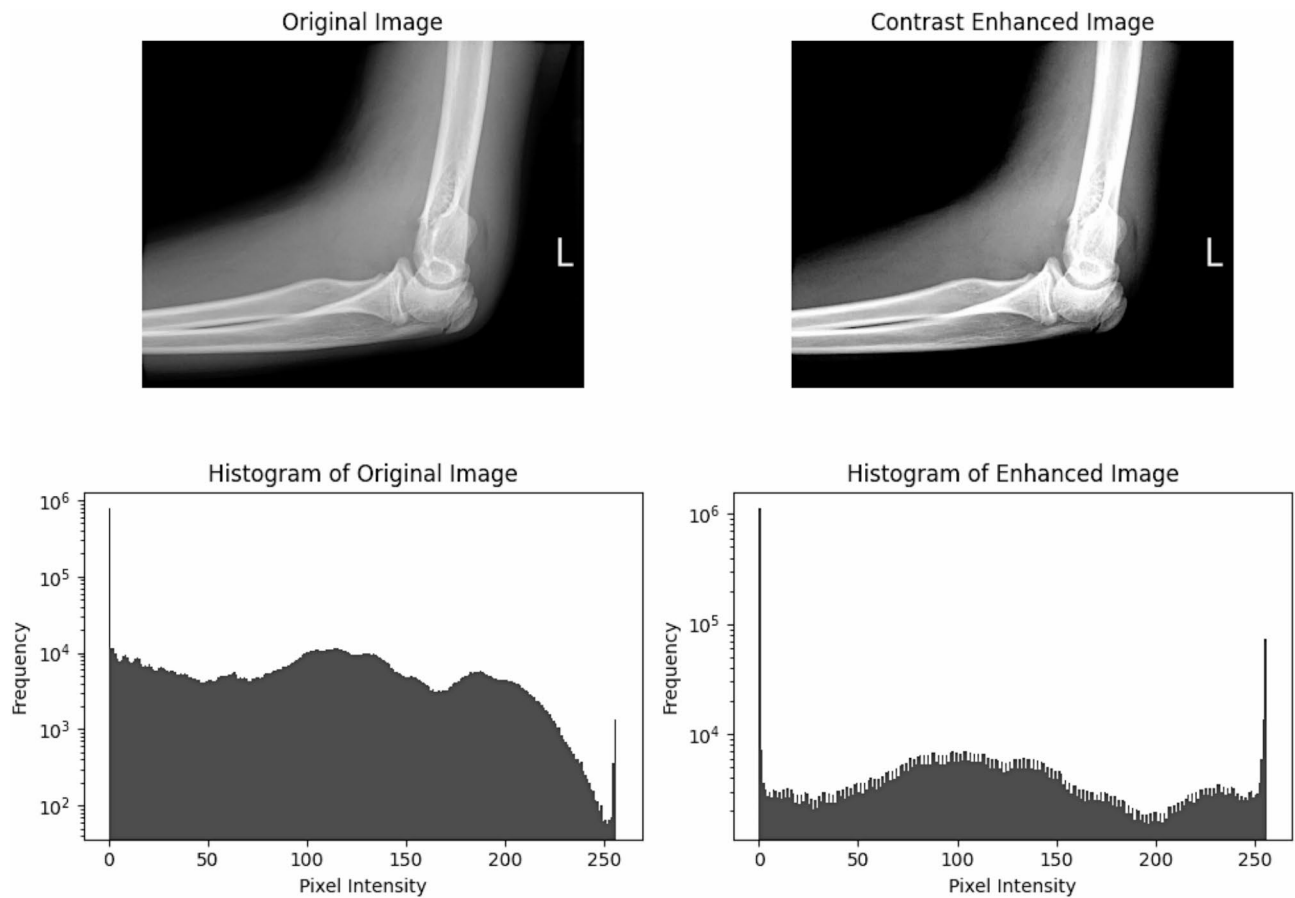 Original Image
Contrast Enhanced Image
L
L
Histogram of Original Image
Histogram of Enhanced Image
10⁶
10⁵
10⁴
10³
10²
Frequency
0 50 100 150 200 250
Pixel Intensity
10⁶
10⁵
10⁴
Frequency
0 50 100 150 200 250
Pixel Intensity